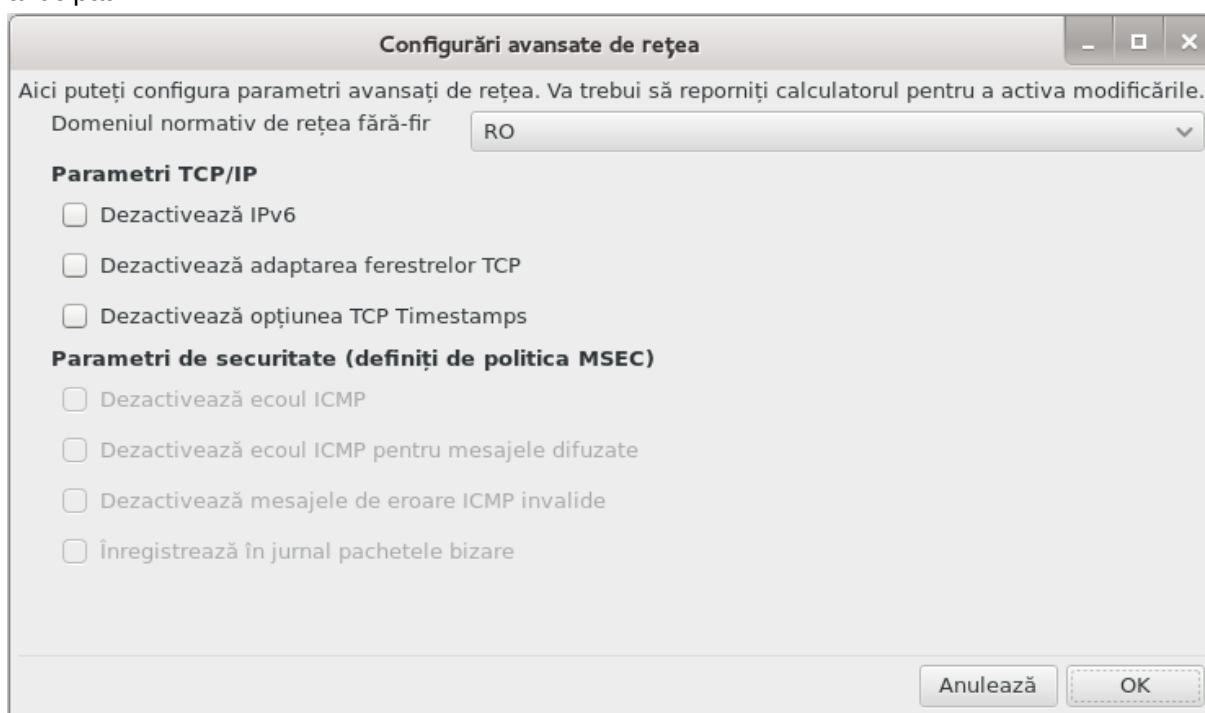 Configurări avansate de rețea
Aici puteți configura parametri avansați de rețea. Va trebui să reporniți calculatorul pentru a activa modificările.
Domeniul normativ de rețea fără-fir RO
Parametri TCP/IP
Dezactivează IPv6
Dezactivează adaptarea ferestrelor TCP
Dezactivează opțiunea TCP Timestamps
Parametri de securitate (definiți de politica MSEC)
Dezactivează ecoul ICMP
Dezactivează ecoul ICMP pentru mesajele difuzate
Dezactivează mesajele de eroare ICMP invalide
Înregistrează în jurnal pachetele bizare
Anulează OK